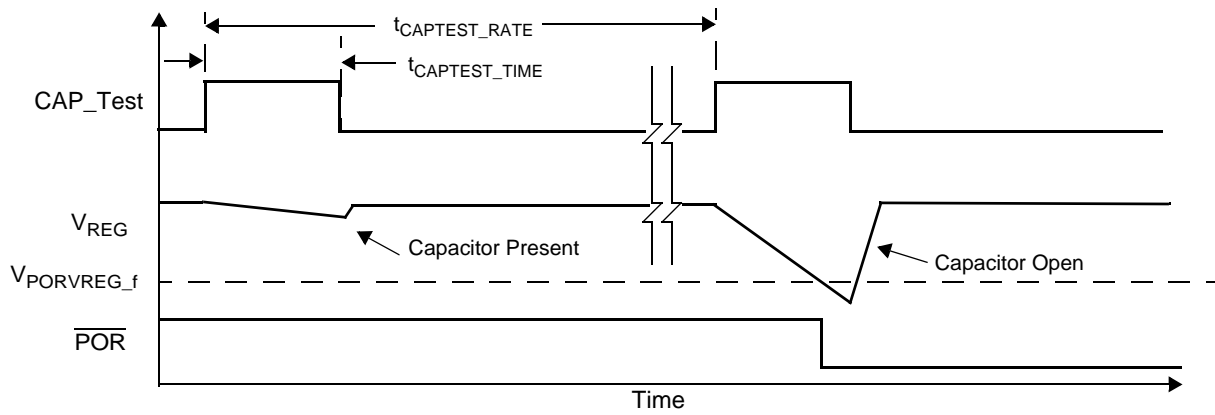 tCAPTEST_RATE
tCAPTEST_TIME
CAP_Test
VREG
Capacitor Present
Capacitor Open
VPORVREG_f
POR
Time